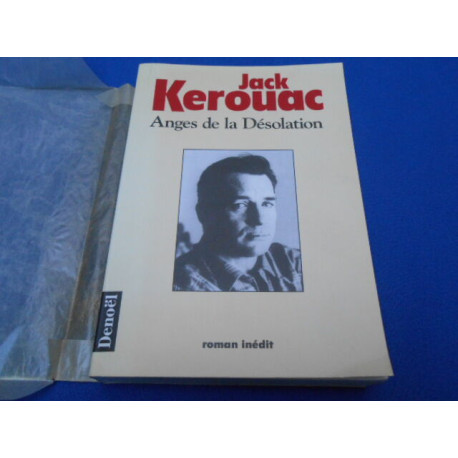 Jack
Kerouac
Anges de la Désolation
Denoël
roman inédit